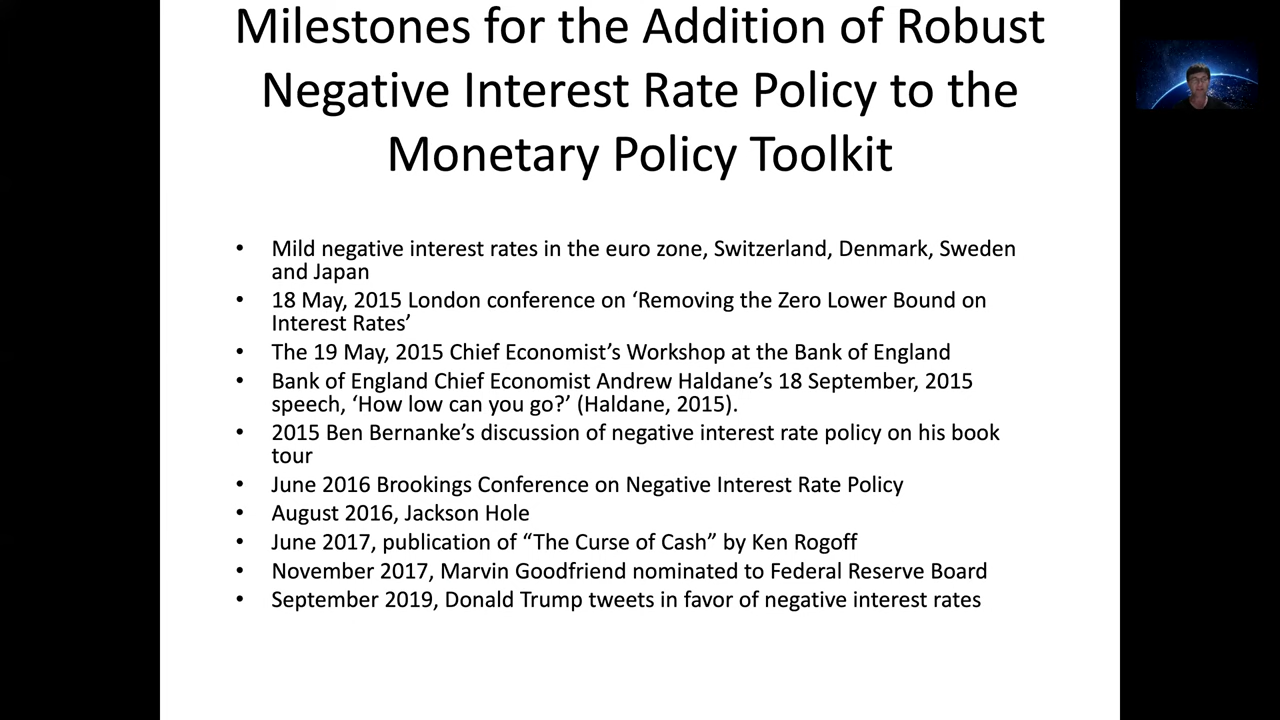 Milestones for the Addition of Robust
Negative Interest Rate Policy to the
Monetary Policy Toolkit
• Mild negative interest rates in the euro zone, Switzerland, Denmark, Sweden
and Japan
• 18 May, 2015 London conference on ‘Removing the Zero Lower Bound on
Interest Rates’
• The 19 May, 2015 Chief Economist’s Workshop at the Bank of England
• Bank of England Chief Economist Andrew Haldane’s 18 September, 2015
speech, ‘How low can you go?’ (Haldane, 2015).
• 2015 Ben Bernanke’s discussion of negative interest rate policy on his book
tour
• June 2016 Brookings Conference on Negative Interest Rate Policy
• August 2016, Jackson Hole
• June 2017, publication of “The Curse of Cash” by Ken Rogoff
• November 2017, Marvin Goodfriend nominated to Federal Reserve Board
• September 2019, Donald Trump tweets in favor of negative interest rates